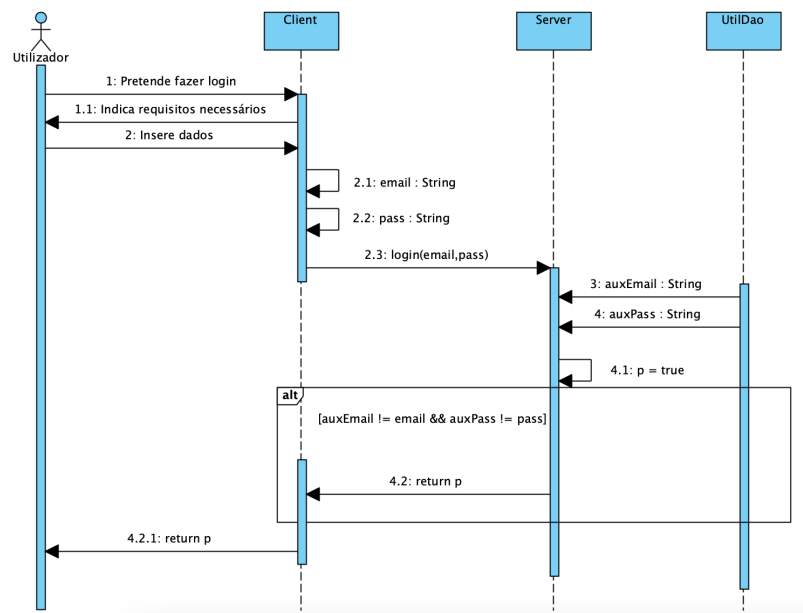 Client
Server
UtilDao
Utilizador
1: Pretende fazer login
1.1: Indica requisitos necessários
2: Insere dados
2.1: email : String
2.2: pass : String
2.3: login(email,pass)
3: auxEmail : String
4: auxPass : String
4.1: p = true
alt
[auxEmail != email && auxPass != pass]
4.2: return p
4.2.1: return p